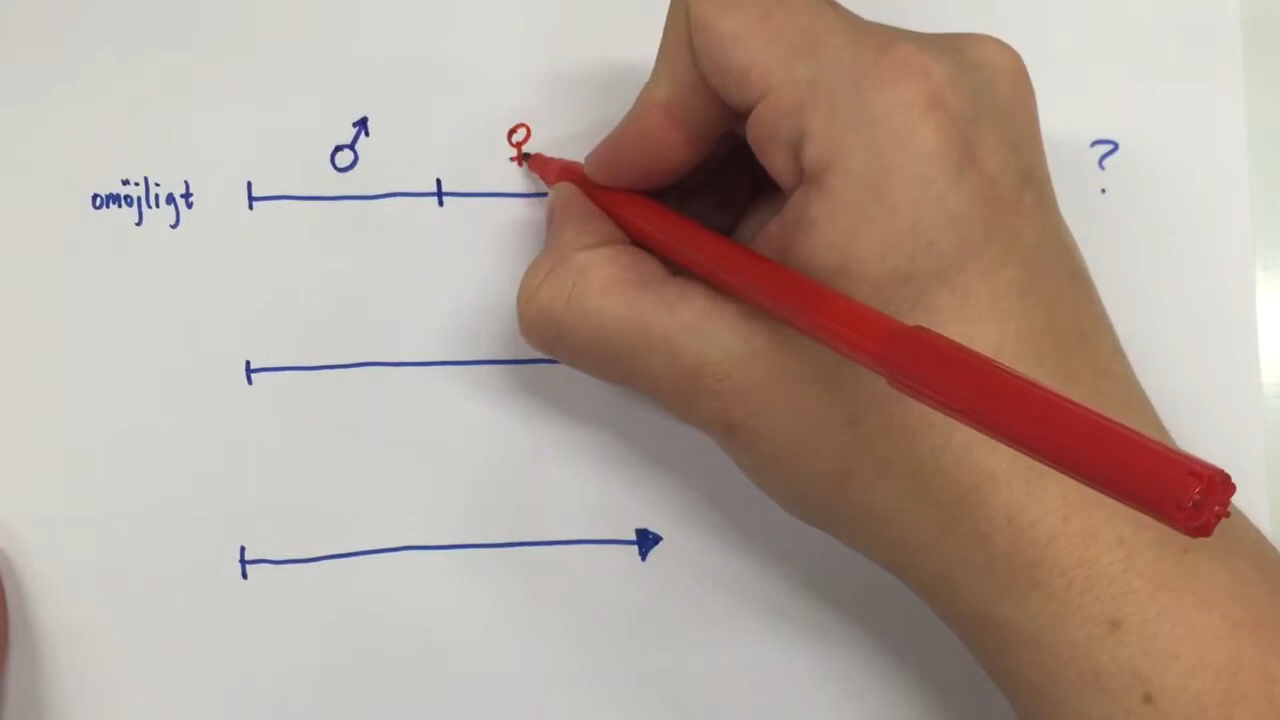 ♂ ♀
omöjligt ?